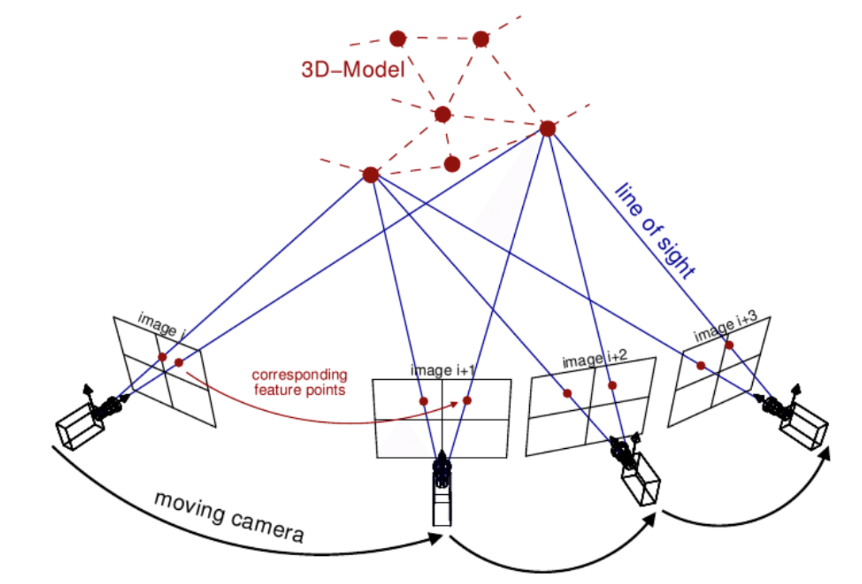 3D–Model
line of sight
image i
image i+1
image i+2
image i+3
corresponding
feature points
moving camera